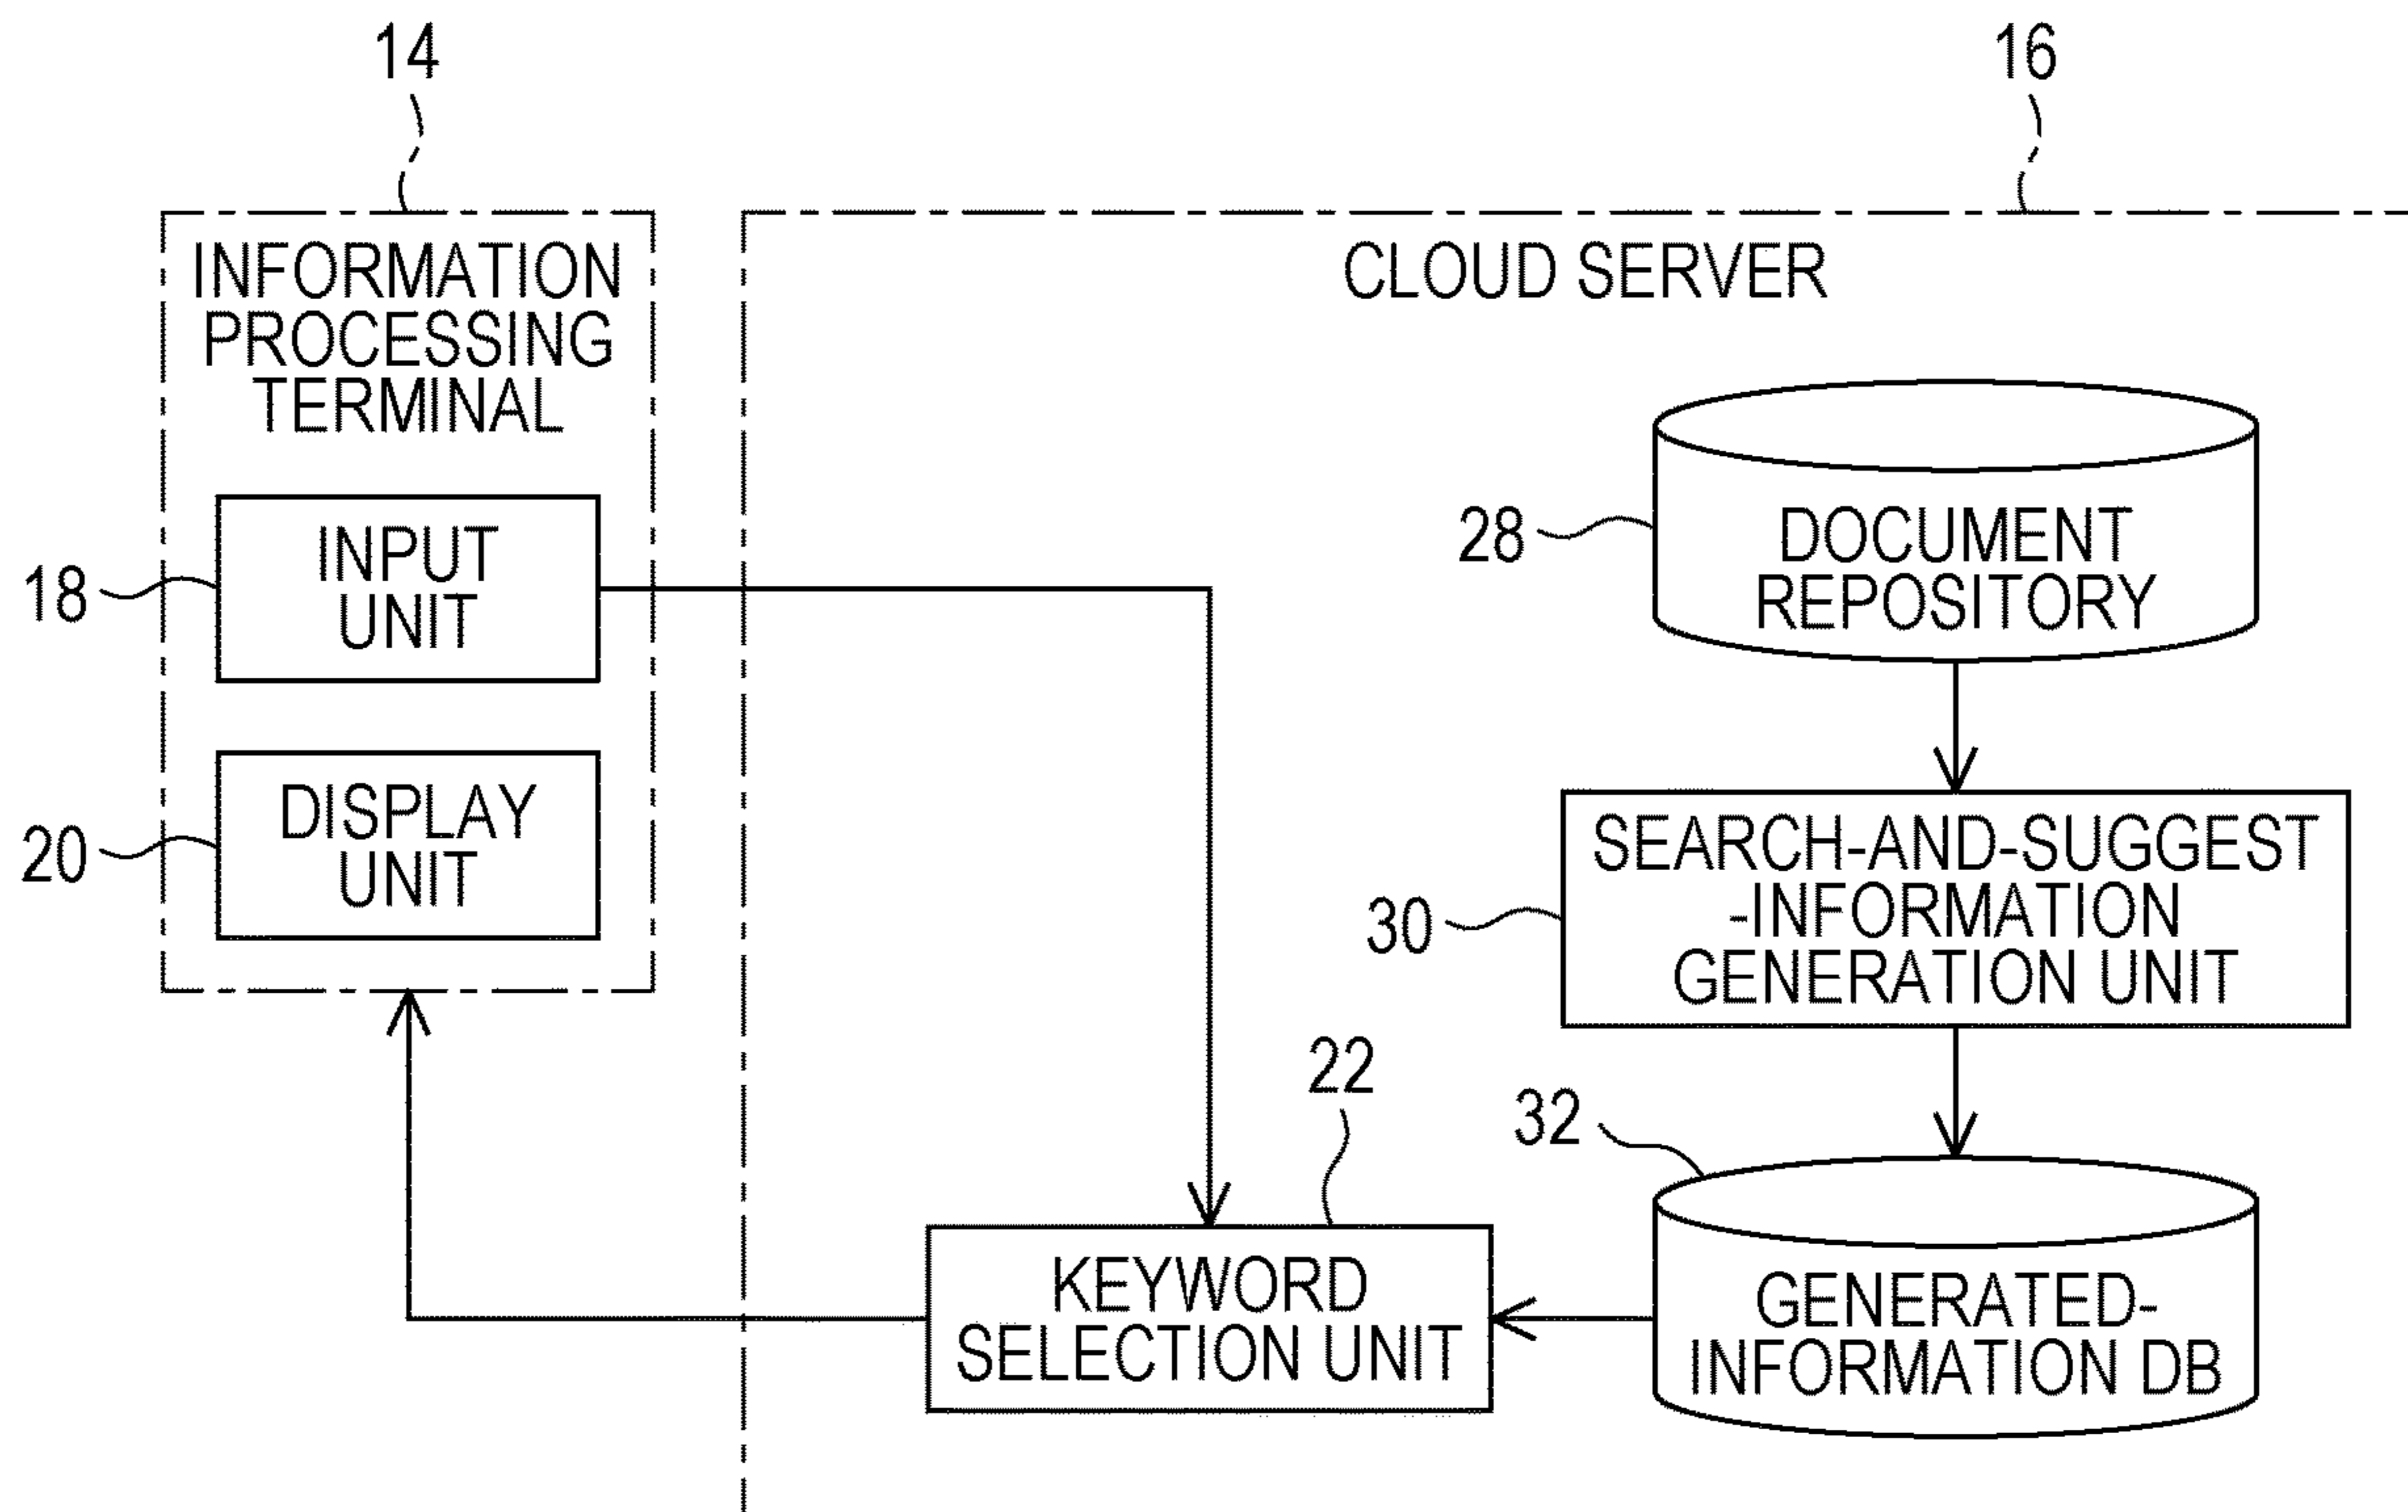 14
16
INFORMATION
PROCESSING
TERMINAL
CLOUD SERVER
18
INPUT
UNIT
28
DOCUMENT
REPOSITORY
20
DISPLAY
UNIT
30
SEARCH-AND-SUGGEST
-INFORMATION
GENERATION UNIT
22
32
KEYWORD
SELECTION UNIT
GENERATED-
INFORMATION DB